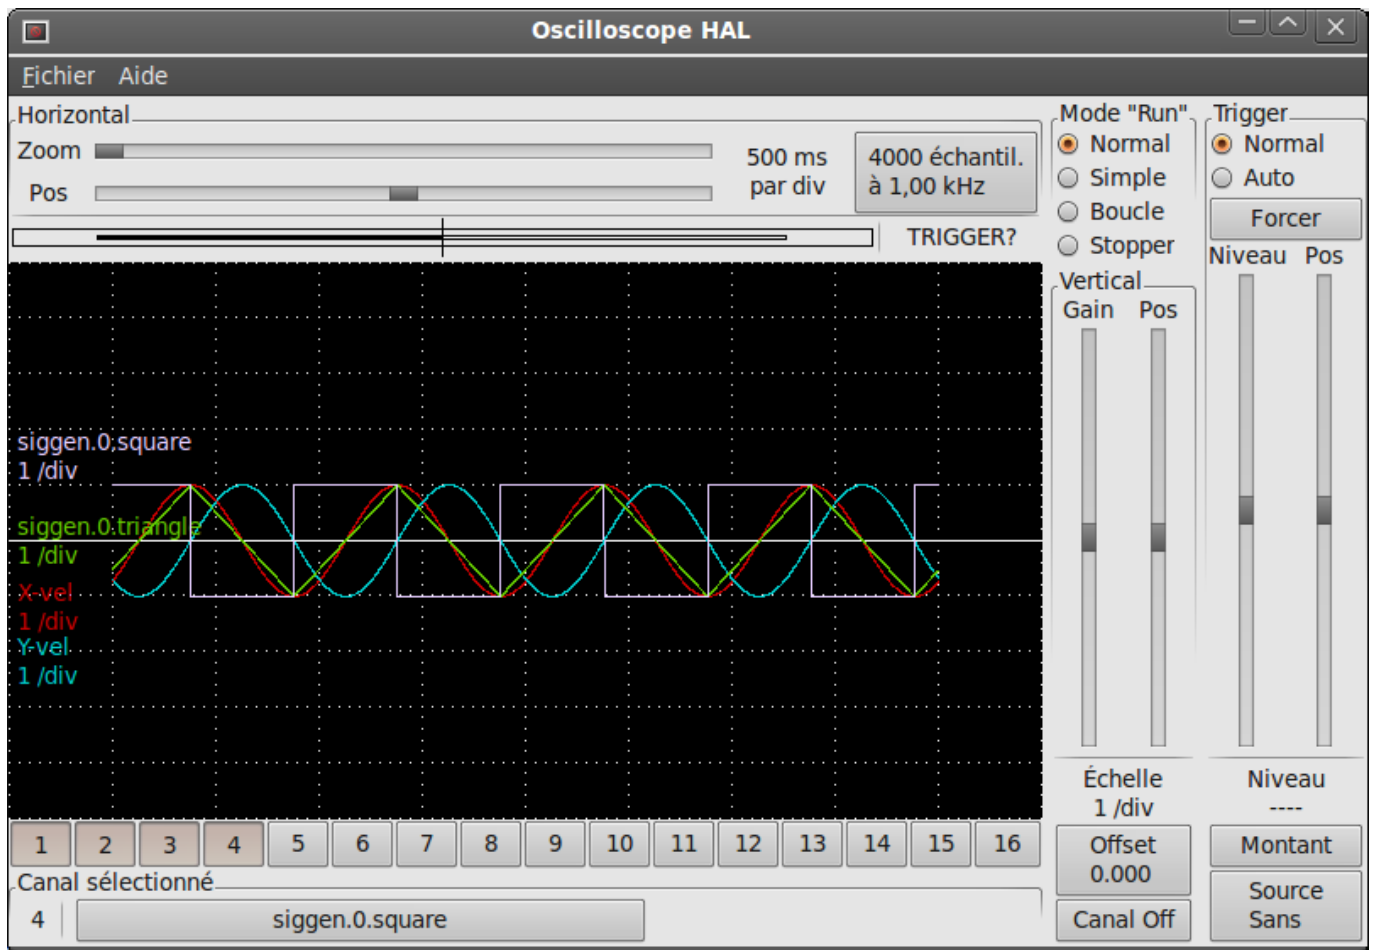 Oscilloscope HAL
Fichier Aide
Horizontal
Zoom
Pos
500 ms
par div
4000 échantil.
à 1,00 kHz
TRIGGER?
Mode "Run"
Normal
Simple
Boucle
Stopper
Trigger
Normal
Auto
Forcer
Niveau Pos
Vertical
Gain Pos
siggen.0.square
1 /div
siggen.0.triangle
1 /div
X-vel
1 /div
Y-vel
1 /div
Échelle
1 /div
Offset
0.000
Canal Off
Niveau
----
Montant
Source
Sans
1 2 3 4 5 6 7 8 9 10 11 12 13 14 15 16
Canal sélectionné
4 siggen.0.square